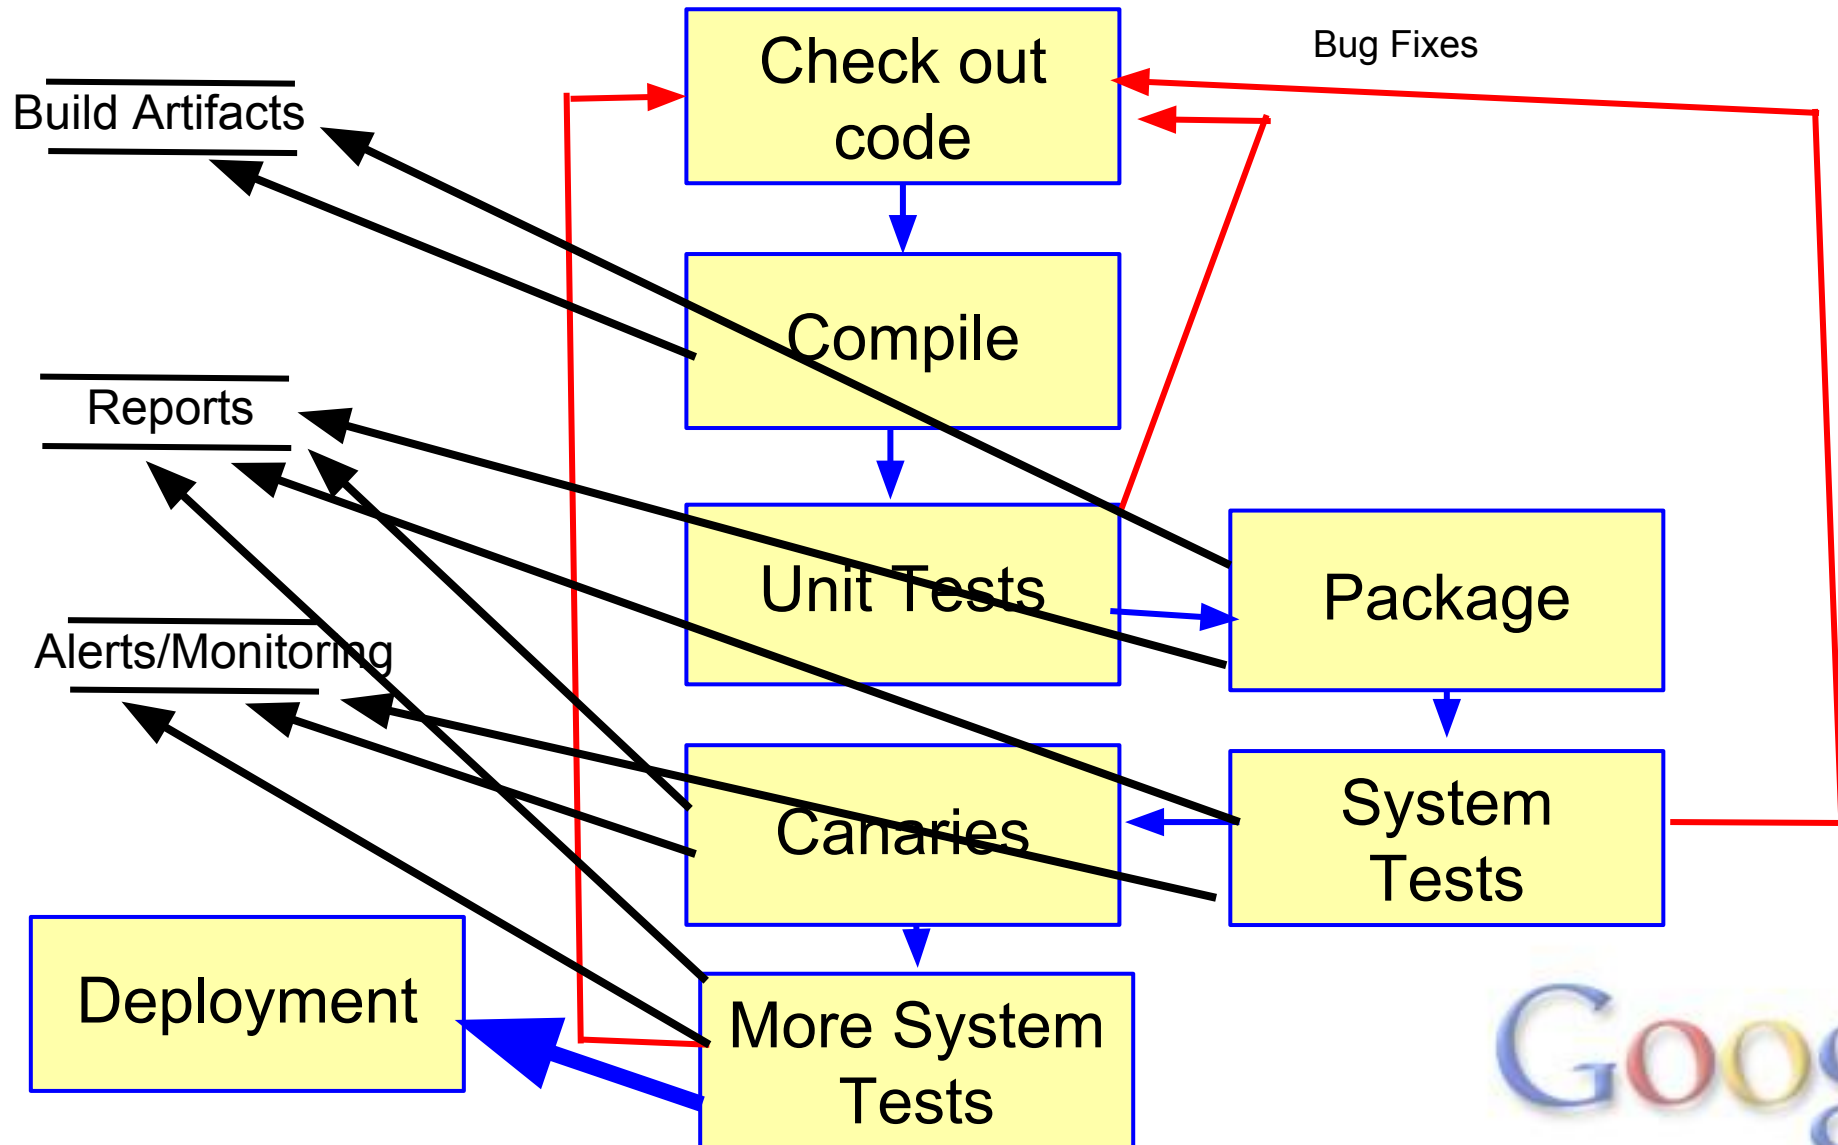 Check out
code
Bug Fixes
Build Artifacts
Compile
Reports
Unit Tests
Package
Alerts/Monitoring
Canaries
System
Tests
Deployment
More System
Tests
Goog